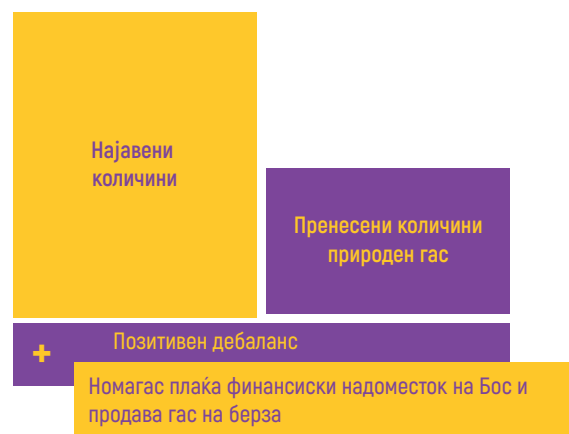 Најавени
количини
Пренесени количини
природен гас
+ Позитивен дебаланс
Номагас плаќа финансиски надоместок на Бос и
продава гас на берза